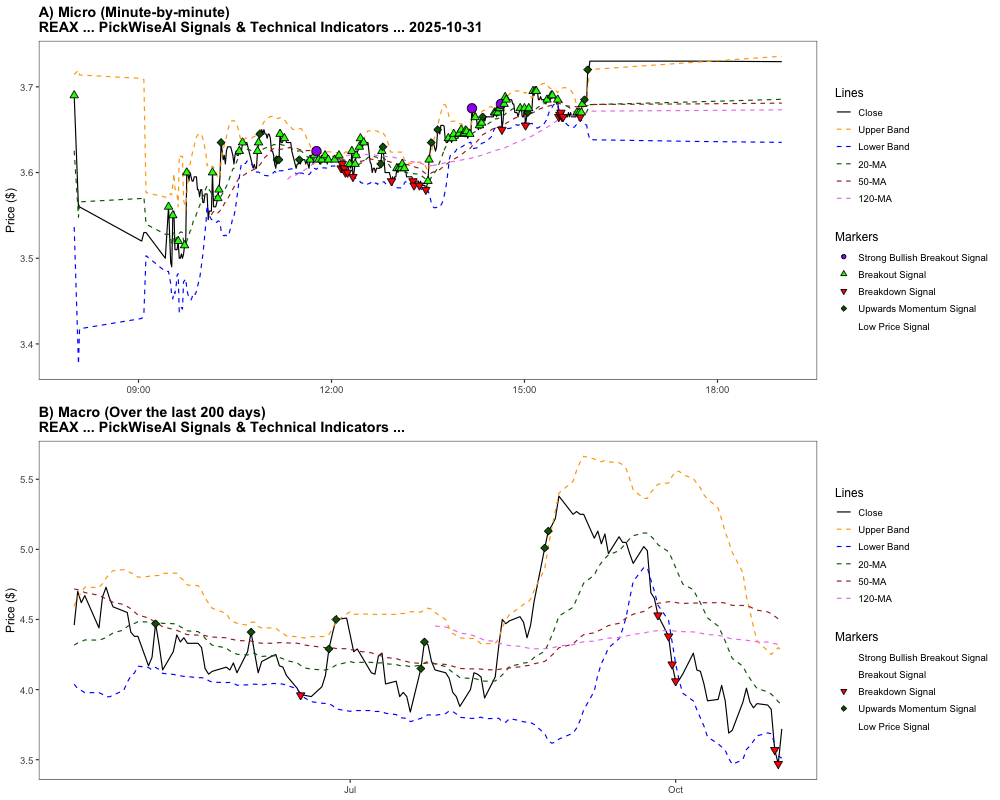 A) Micro (Minute-by-minute)
REAX ... PickWiseAI Signals & Technical Indicators ... 2025-10-31
Price ($)
3.7
3.6
3.5
3.4
09:00
12:00
15:00
18:00
Lines
Close
Upper Band
Lower Band
20-MA
50-MA
120-MA
Markers
Strong Bullish Breakout Signal
Breakout Signal
Breakdown Signal
Upwards Momentum Signal
Low Price Signal
B) Macro (Over the last 200 days)
REAX ... PickWiseAI Signals & Technical Indicators ...
Price ($)
5.5
5.0
4.5
4.0
3.5
Jul
Oct
Lines
Close
Upper Band
Lower Band
20-MA
50-MA
120-MA
Markers
Strong Bullish Breakout Signal
Breakout Signal
Breakdown Signal
Upwards Momentum Signal
Low Price Signal